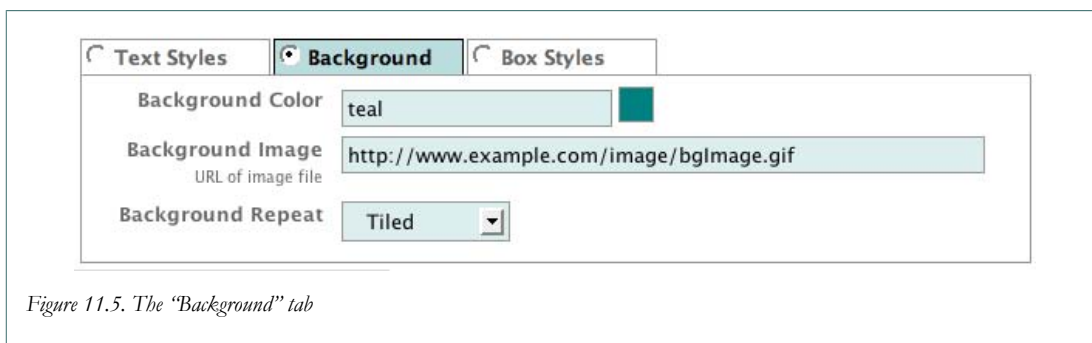 Text Styles Background Box Styles
Background Color teal
Background Image http://www.example.com/image/bgImage.gif
URL of image file
Background Repeat Tiled
Figure 11.5. The “Background” tab